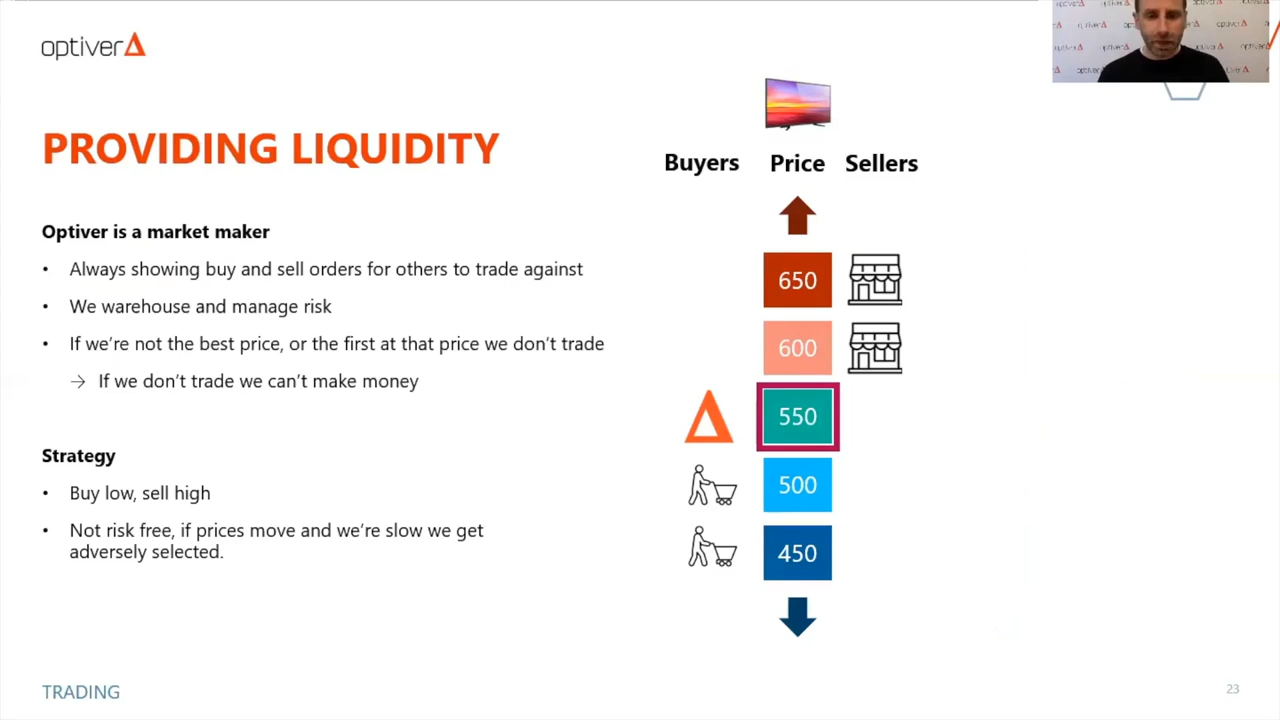 optiver
PROVIDING LIQUIDITY
Optiver is a market maker
• Always showing buy and sell orders for others to trade against
• We warehouse and manage risk
• If we're not the best price, or the first at that price we don't trade
→ If we don't trade we can't make money
Strategy
• Buy low, sell high
• Not risk free, if prices move and we're slow we get
adversely selected.
Buyers Price Sellers
650
600
550
500
450
TRADING
23